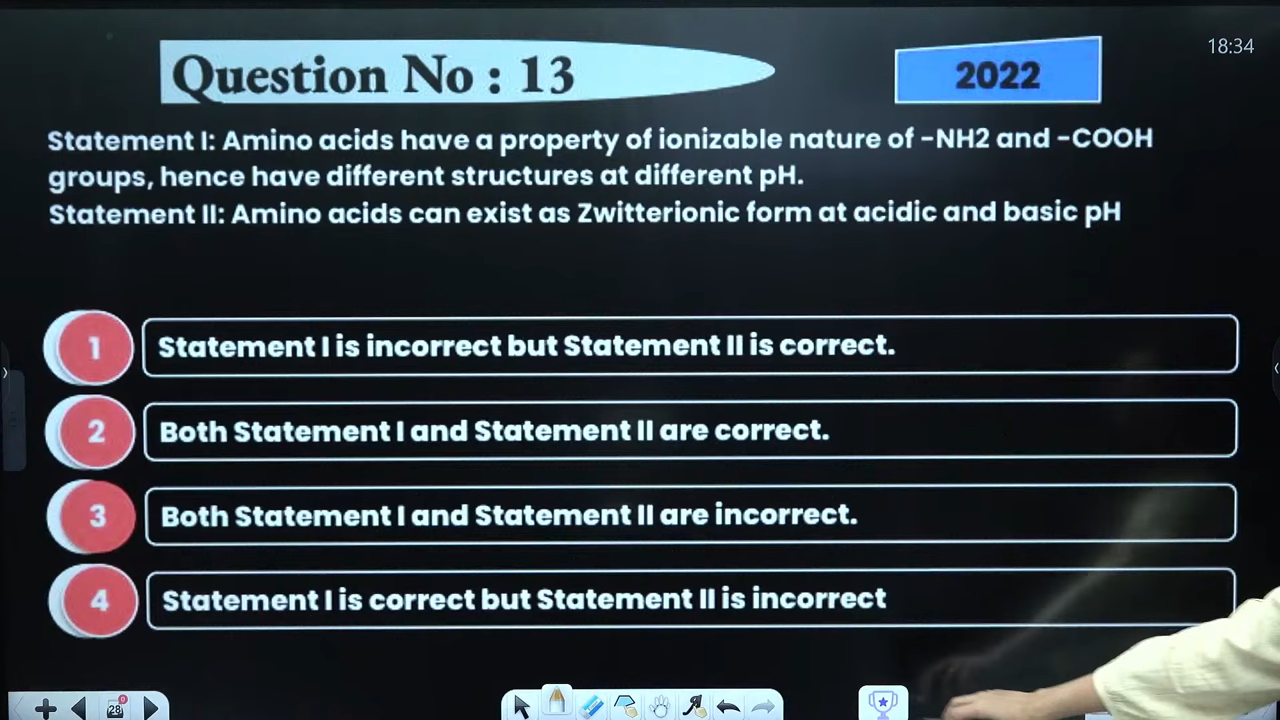 Question No : 13
2022
18:34
Statement I: Amino acids have a property of ionizable nature of -NH2 and -COOH
groups, hence have different structures at different pH.
Statement II: Amino acids can exist as Zwitterionic form at acidic and basic pH
1
Statement I is incorrect but Statement II is correct.
2
Both Statement I and Statement II are correct.
3
Both Statement I and Statement II are incorrect.
4
Statement I is correct but Statement II is incorrect
28